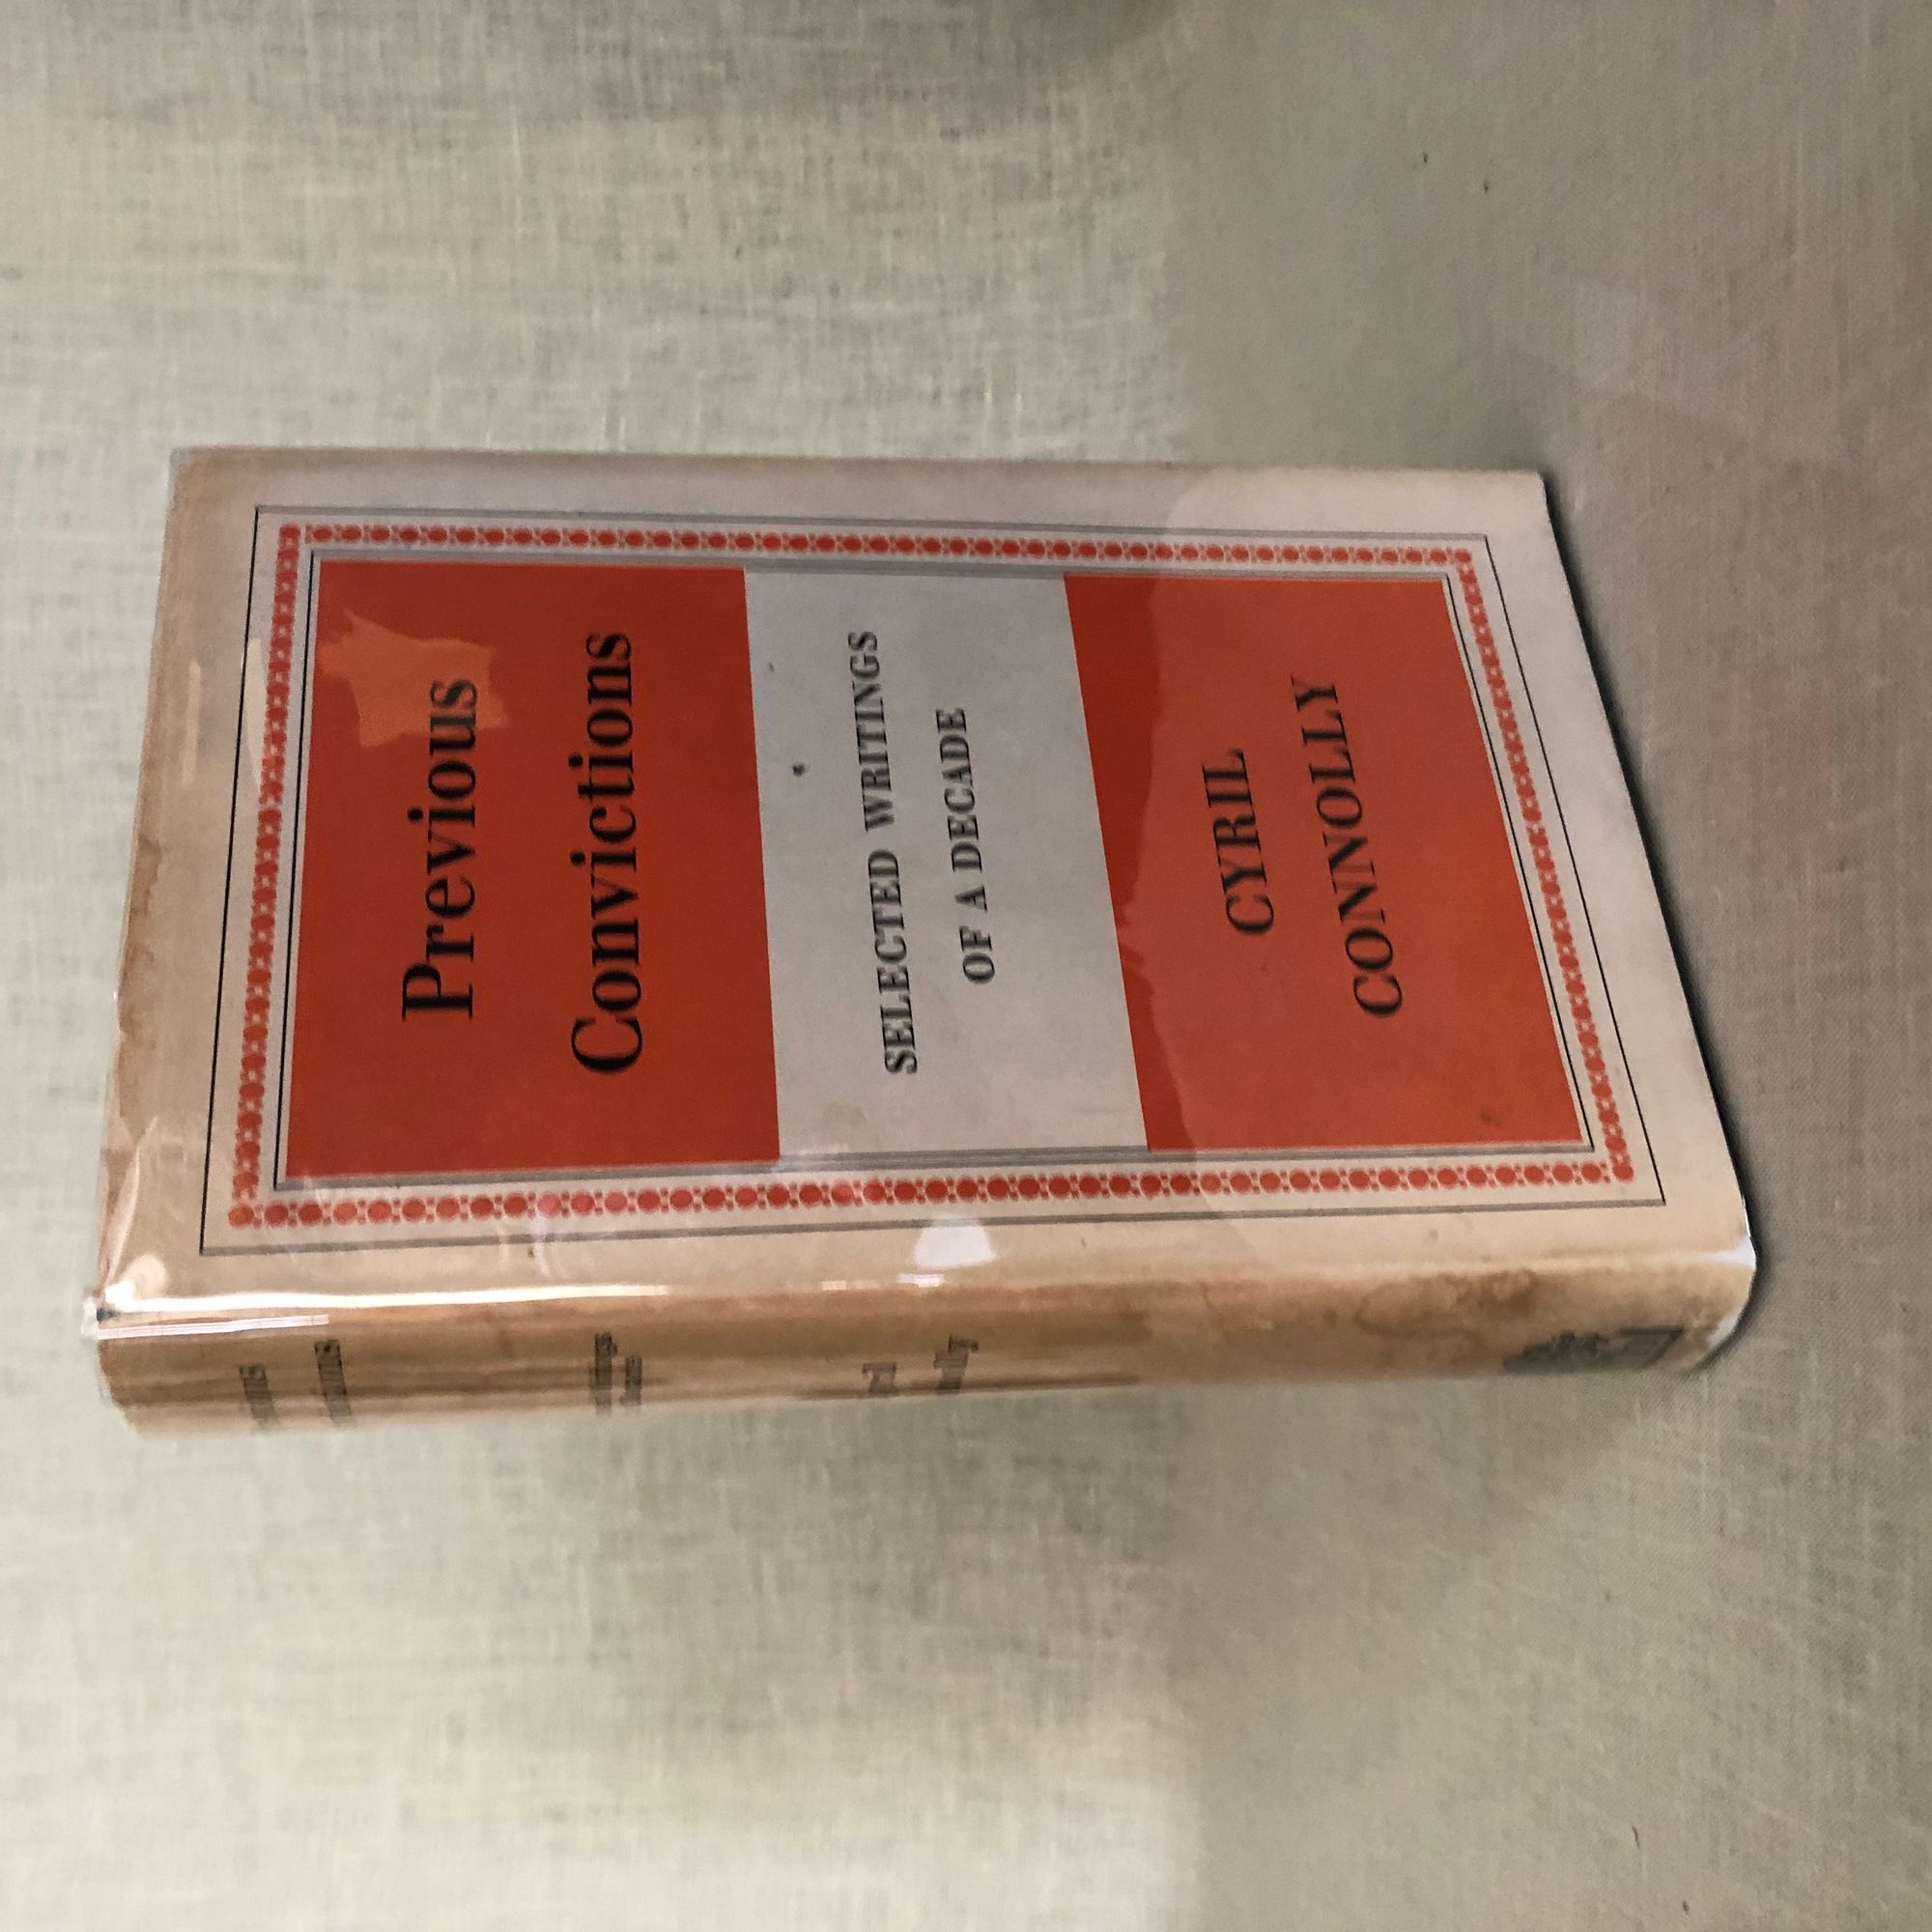 Previous
Convictions
SELECTED WRITINGS
OF A DECADE
CYRIL
CONNOLLY